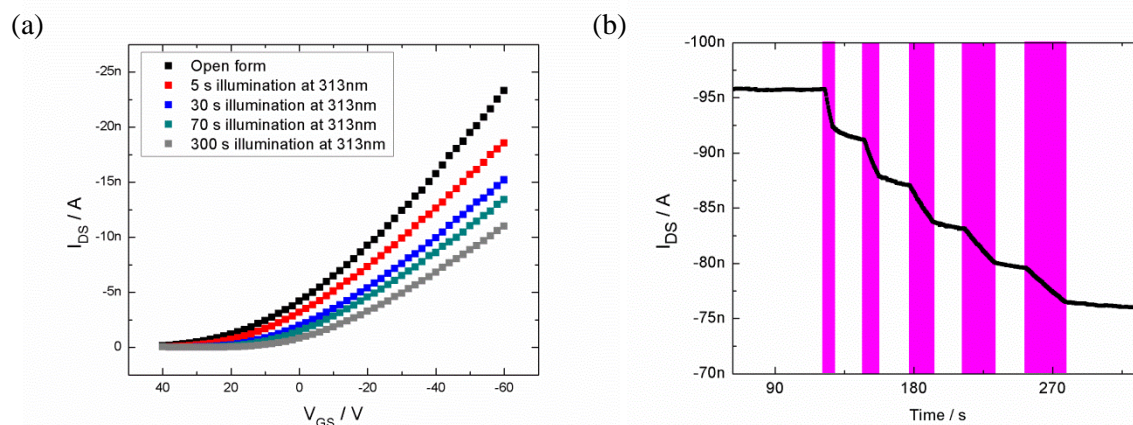 (a)
-25n
-20n
-15n
-10n
-5n
0
I_DS / A
Open form
5 s illumination at 313nm
30 s illumination at 313nm
70 s illumination at 313nm
300 s illumination at 313nm
40 20 0 -20 -40 -60
V_GS / V
(b)
-100n
-95n
-90n
-85n
-80n
-75n
-70n
I_DS / A
90 180 270
Time / s